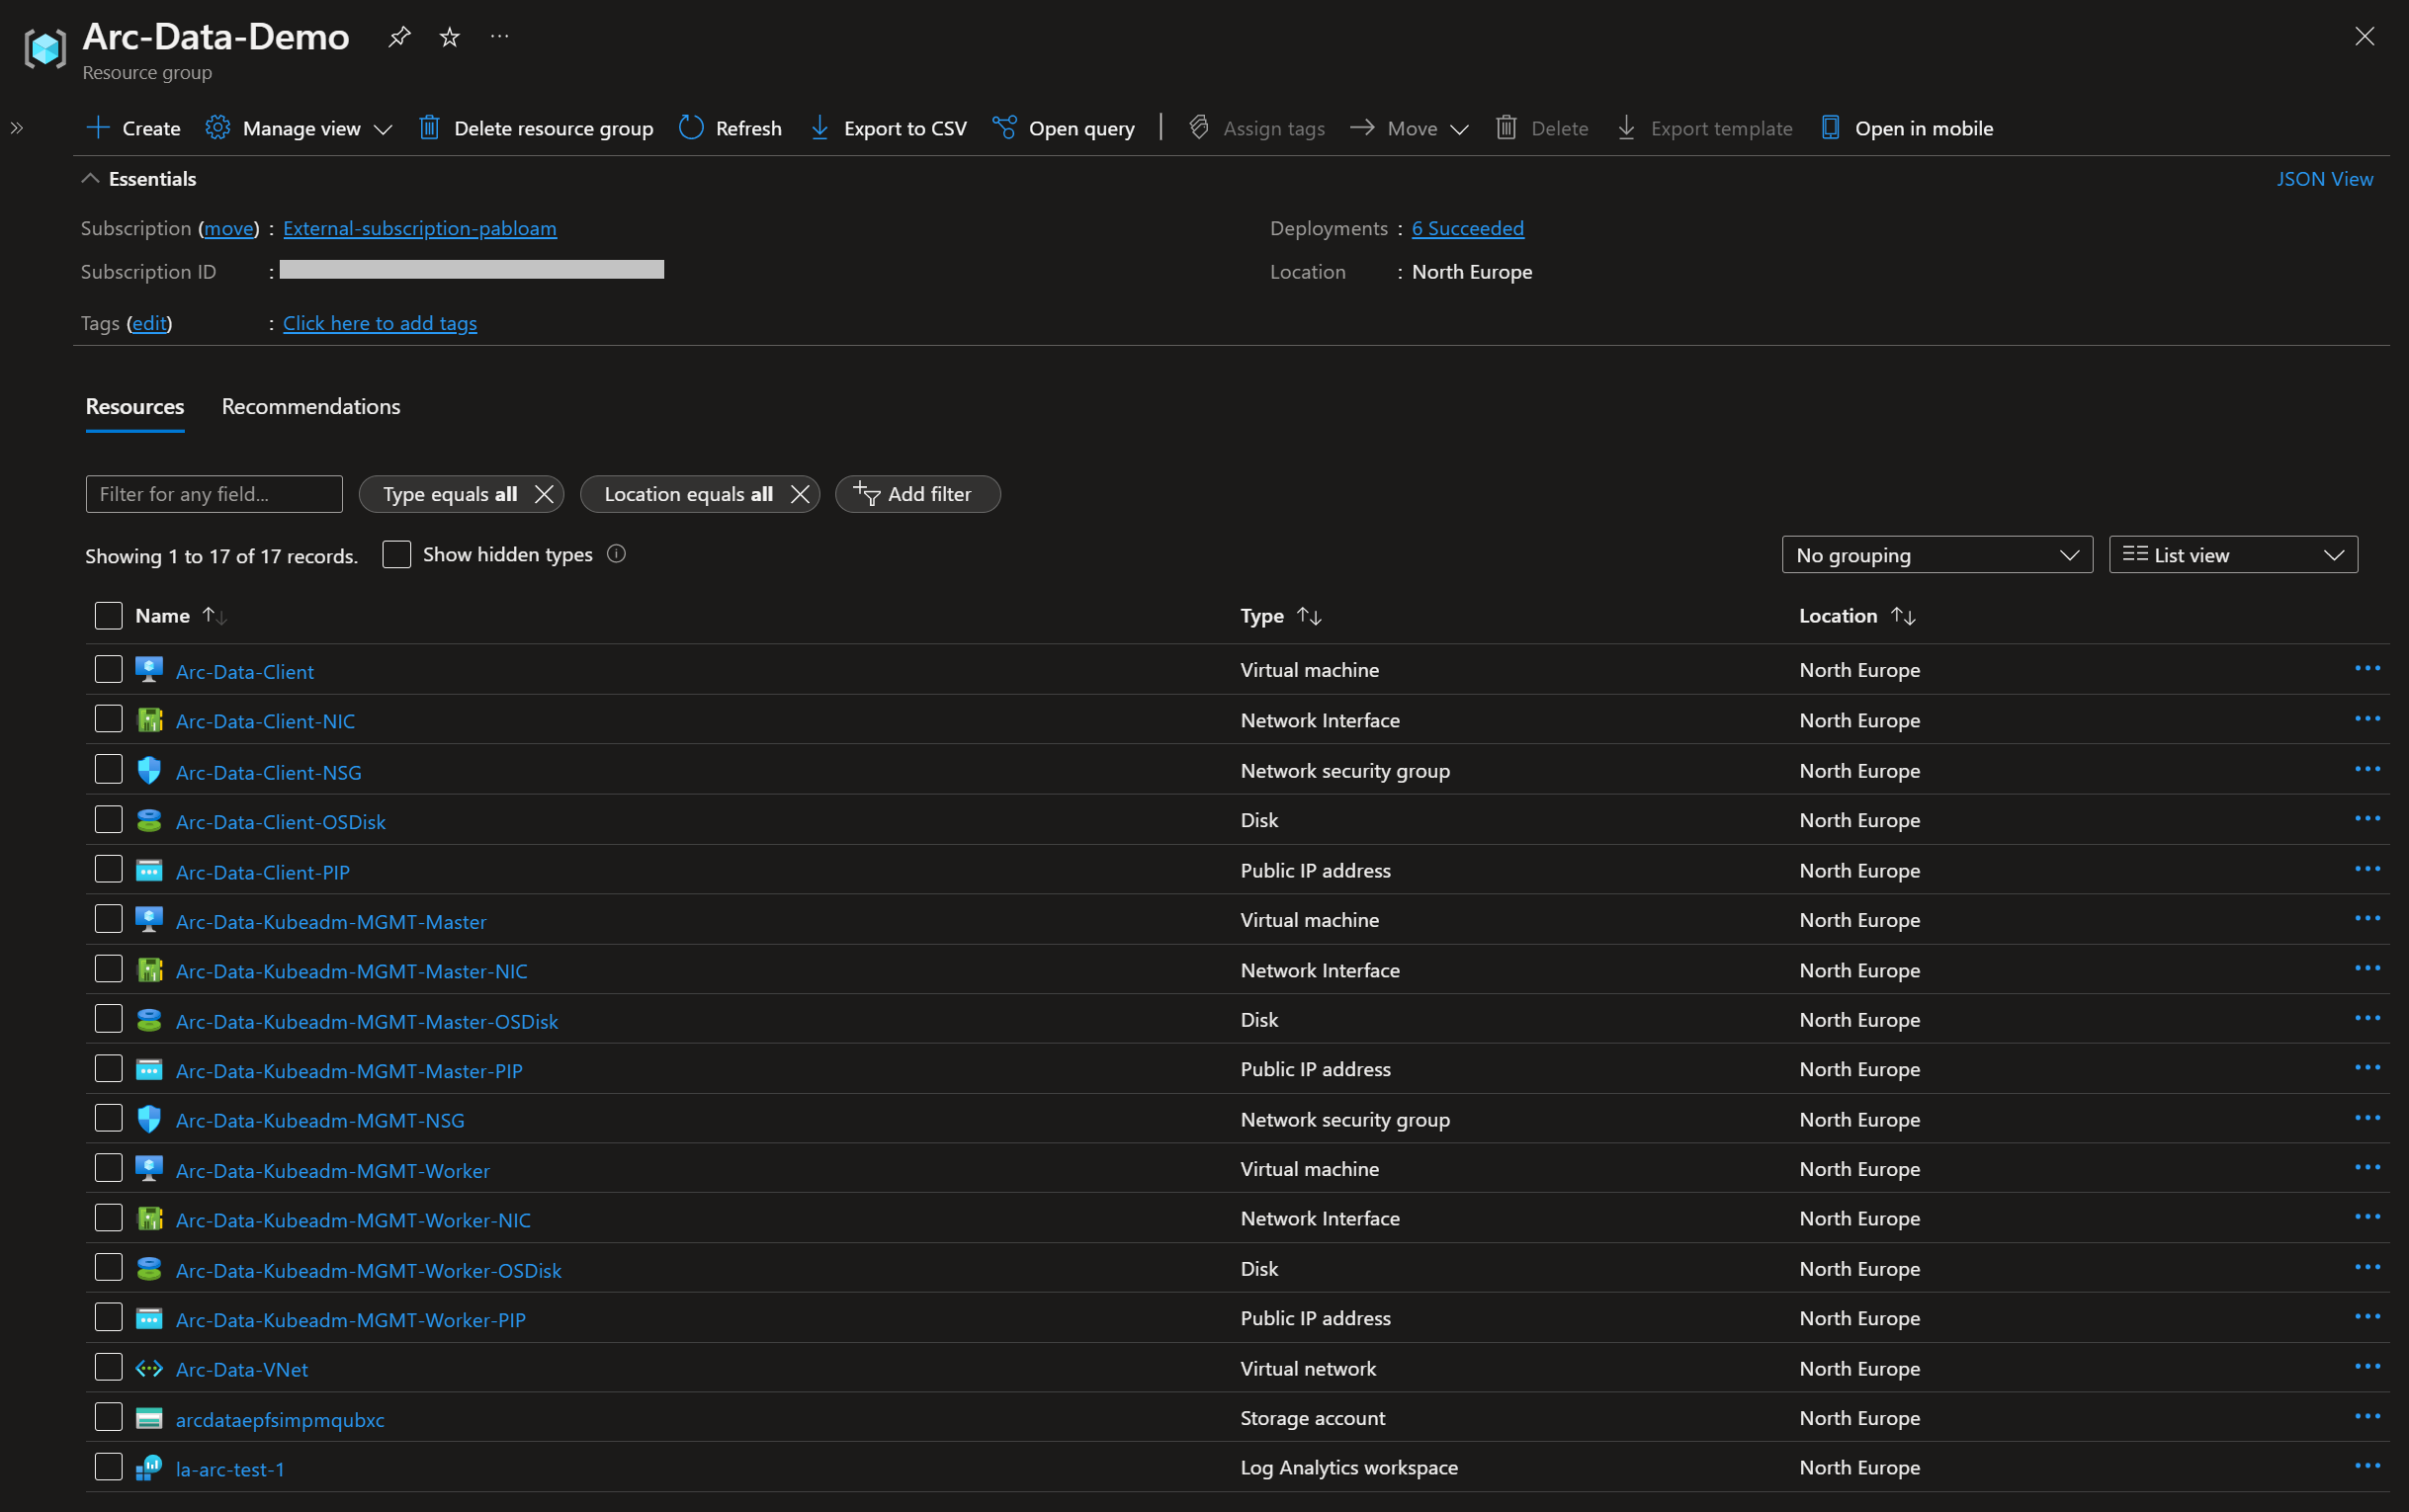 Arc-Data-Demo
Resource group
Create Manage view Delete resource group Refresh Export to CSV Open query Assign tags Move Delete Export template Open in mobile
Essentials JSON View
Subscription (move) : External-subscription-pabloam Deployments : 6 Succeeded
Subscription ID : Location : North Europe
Tags (edit) : Click here to add tags
Resources Recommendations
Filter for any field... Type equals all Location equals all Add filter
Showing 1 to 17 of 17 records. Show hidden types No grouping List view
Name Type Location
Arc-Data-Client Virtual machine North Europe
Arc-Data-Client-NIC Network Interface North Europe
Arc-Data-Client-NSG Network security group North Europe
Arc-Data-Client-OSDisk Disk North Europe
Arc-Data-Client-PIP Public IP address North Europe
Arc-Data-Kubeadm-MGMT-Master Virtual machine North Europe
Arc-Data-Kubeadm-MGMT-Master-NIC Network Interface North Europe
Arc-Data-Kubeadm-MGMT-Master-OSDisk Disk North Europe
Arc-Data-Kubeadm-MGMT-Master-PIP Public IP address North Europe
Arc-Data-Kubeadm-MGMT-NSG Network security group North Europe
Arc-Data-Kubeadm-MGMT-Worker Virtual machine North Europe
Arc-Data-Kubeadm-MGMT-Worker-NIC Network Interface North Europe
Arc-Data-Kubeadm-MGMT-Worker-OSDisk Disk North Europe
Arc-Data-Kubeadm-MGMT-Worker-PIP Public IP address North Europe
Arc-Data-VNet Virtual network North Europe
arcdataepfsimpmqubxc Storage account North Europe
la-arc-test-1 Log Analytics workspace North Europe